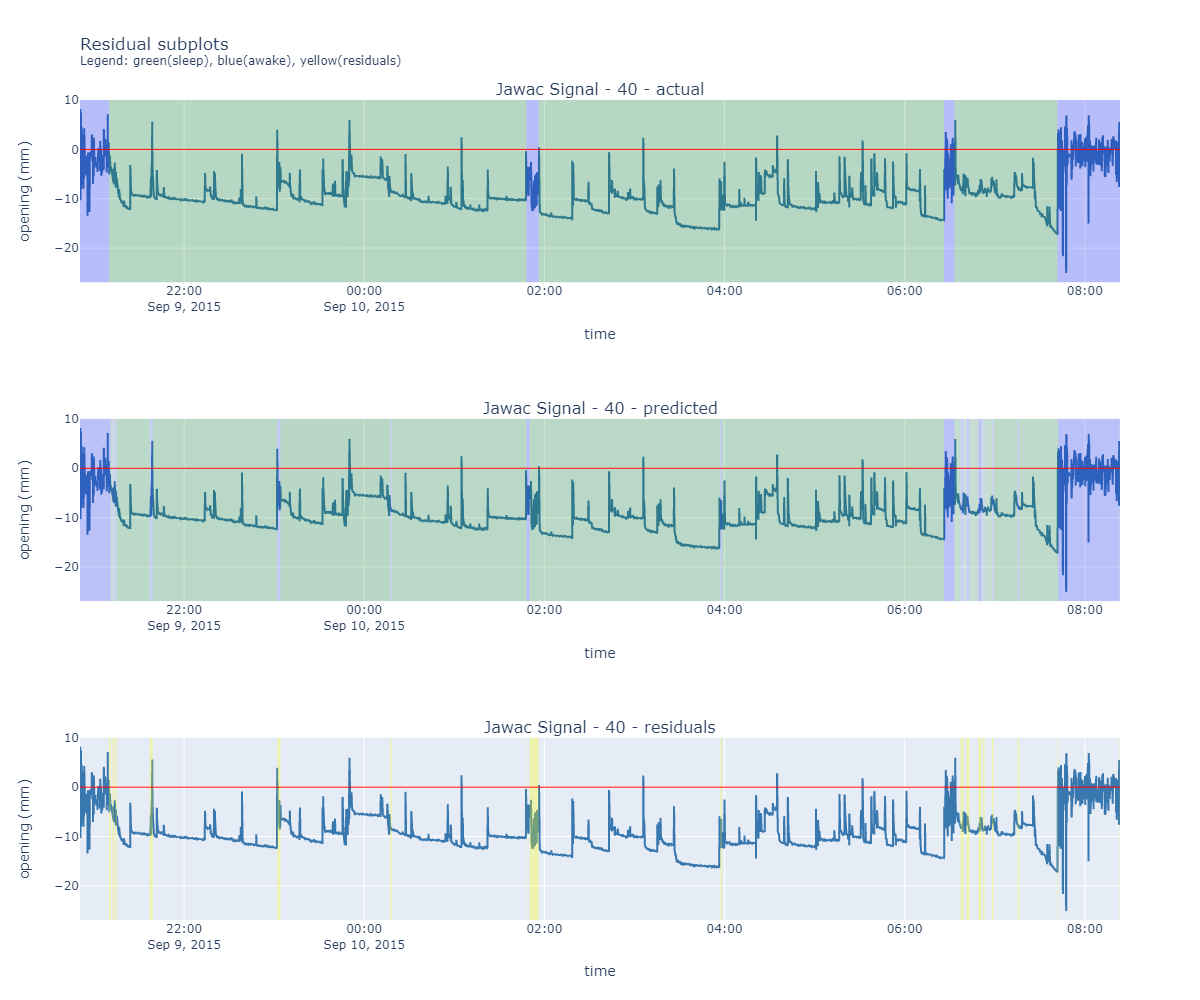 Residual subplots
Legend: green(sleep), blue(awake), yellow(residuals)
Jawac Signal - 40 - actual
10
0
−10
−20
opening (mm)
22:00
Sep 9, 2015
00:00
Sep 10, 2015
02:00
04:00
06:00
08:00
time
Jawac Signal - 40 - predicted
10
0
−10
−20
opening (mm)
22:00
Sep 9, 2015
00:00
Sep 10, 2015
02:00
04:00
06:00
08:00
time
Jawac Signal - 40 - residuals
10
0
−10
−20
opening (mm)
22:00
Sep 9, 2015
00:00
Sep 10, 2015
02:00
04:00
06:00
08:00
time